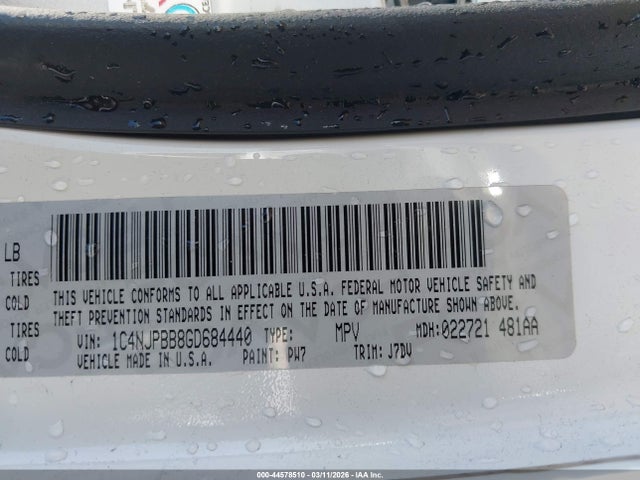 LB
TIRES
COLD
TIRES
COLD
THIS VEHICLE CONFORMS TO ALL APPLICABLE U.S.A. FEDERAL MOTOR VEHICLE SAFETY AND
THEFT PREVENTION STANDARDS IN EFFECT ON THE DATE OF MANUFACTURE SHOWN ABOVE.
VIN: 1C4NJPBB8GD684440 TYPE: MPV MDH: 022721 481AA
VEHICLE MADE IN U.S.A. PAINT: PW7 TRIM: J7DV
000-44578510 - 03/11/2026 - IAA Inc.